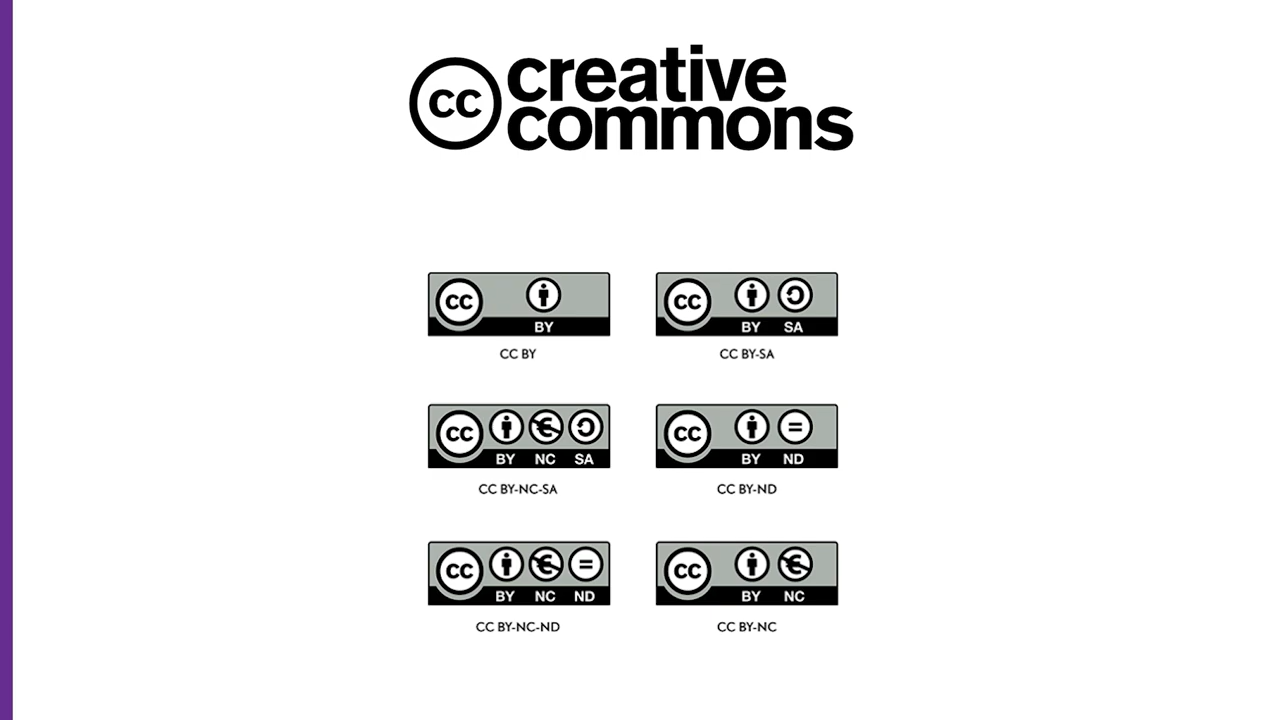 cc creative
commons
cc BY
CC BY
cc BY SA
CC BY-SA
cc BY NC SA
CC BY-NC-SA
cc BY ND
CC BY-ND
cc BY NC ND
CC BY-NC-ND
cc BY NC
CC BY-NC